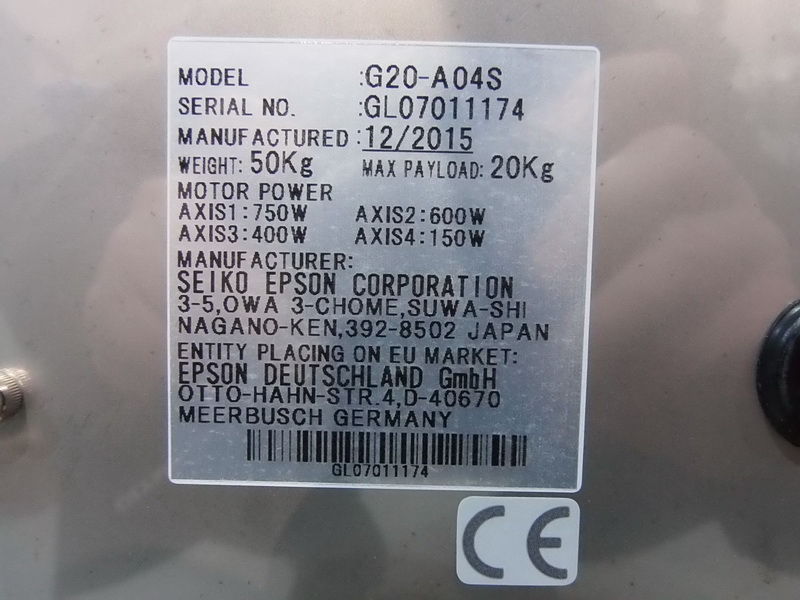 MODEL :G20-A04S
SERIAL NO. :GL07011174
MANUFACTURED:12/2015
WEIGHT: 50Kg MAX PAYLOAD: 20Kg
MOTOR POWER
AXIS1:750W AXIS2:600W
AXIS3:400W AXIS4:150W
MANUFACTURER:
SEIKO EPSON CORPORATION
3-5,OWA 3-CHOME,SUWA-SHI
NAGANO-KEN,392-8502 JAPAN
ENTITY PLACING ON EU MARKET:
EPSON DEUTSCHLAND GmbH
OTTO-HAHN-STR.4,D-40670
MEERBUSCH GERMANY
GL07011174
CE